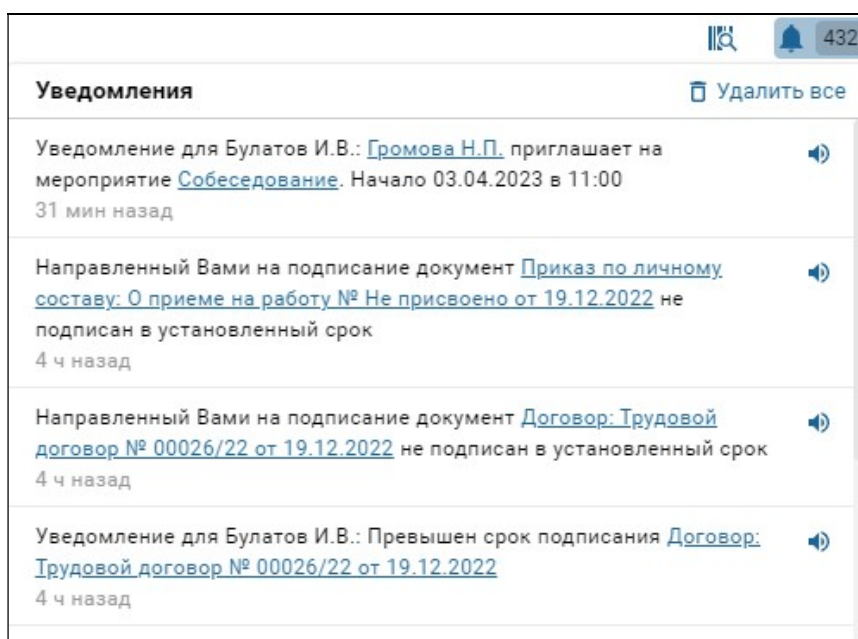 432
Уведомления
Удалить все
Уведомление для Булатов И.В.: Громова Н.П. приглашает на
мероприятие Собеседование. Начало 03.04.2023 в 11:00
31 мин назад
Направленный Вами на подписание документ Приказ по личному
составу: О приеме на работу № Не присвоено от 19.12.2022 не
подписан в установленный срок
4 ч назад
Направленный Вами на подписание документ Договор: Трудовой
договор № 00026/22 от 19.12.2022 не подписан в установленный срок
4 ч назад
Уведомление для Булатов И.В.: Превышен срок подписания Договор:
Трудовой договор № 00026/22 от 19.12.2022
4 ч назад